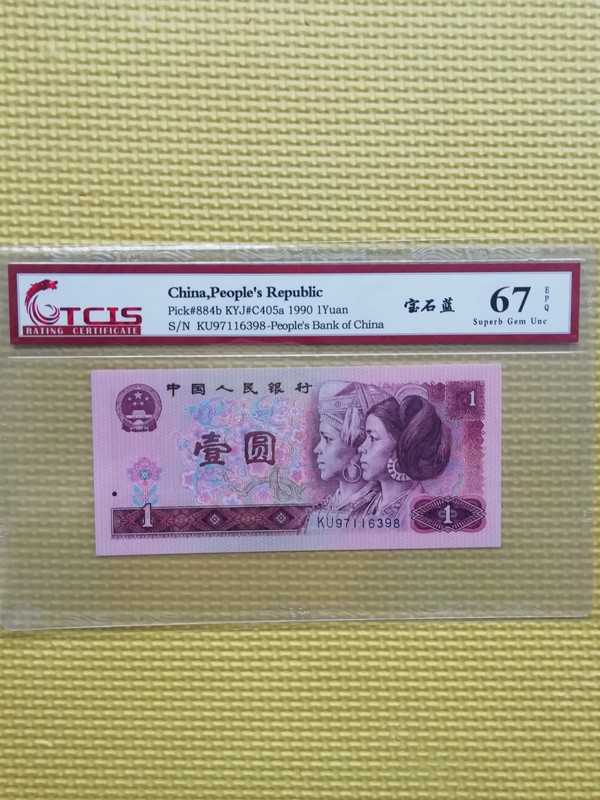 TCIS
RATING CERTIFICATE
China,People's Republic
Pick#884b KYJ#C405a 1990 1Yuan
S/N KU97116398-People's Bank of China
宝石蓝
67
EPQ
Superb Gem Unc
中国人民银行
1
壹圆
1
KU97116398
1